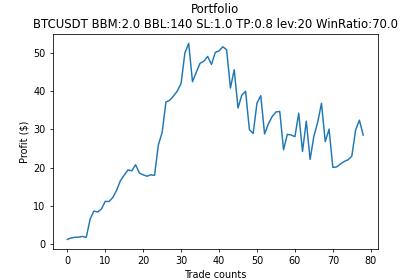 Portfolio
BTCUSDT BBM:2.0 BBL:140 SL:1.0 TP:0.8 lev:20 WinRatio:70.0
50
40
30
20
10
0
Profit ($)
0 10 20 30 40 50 60 70 80
Trade counts